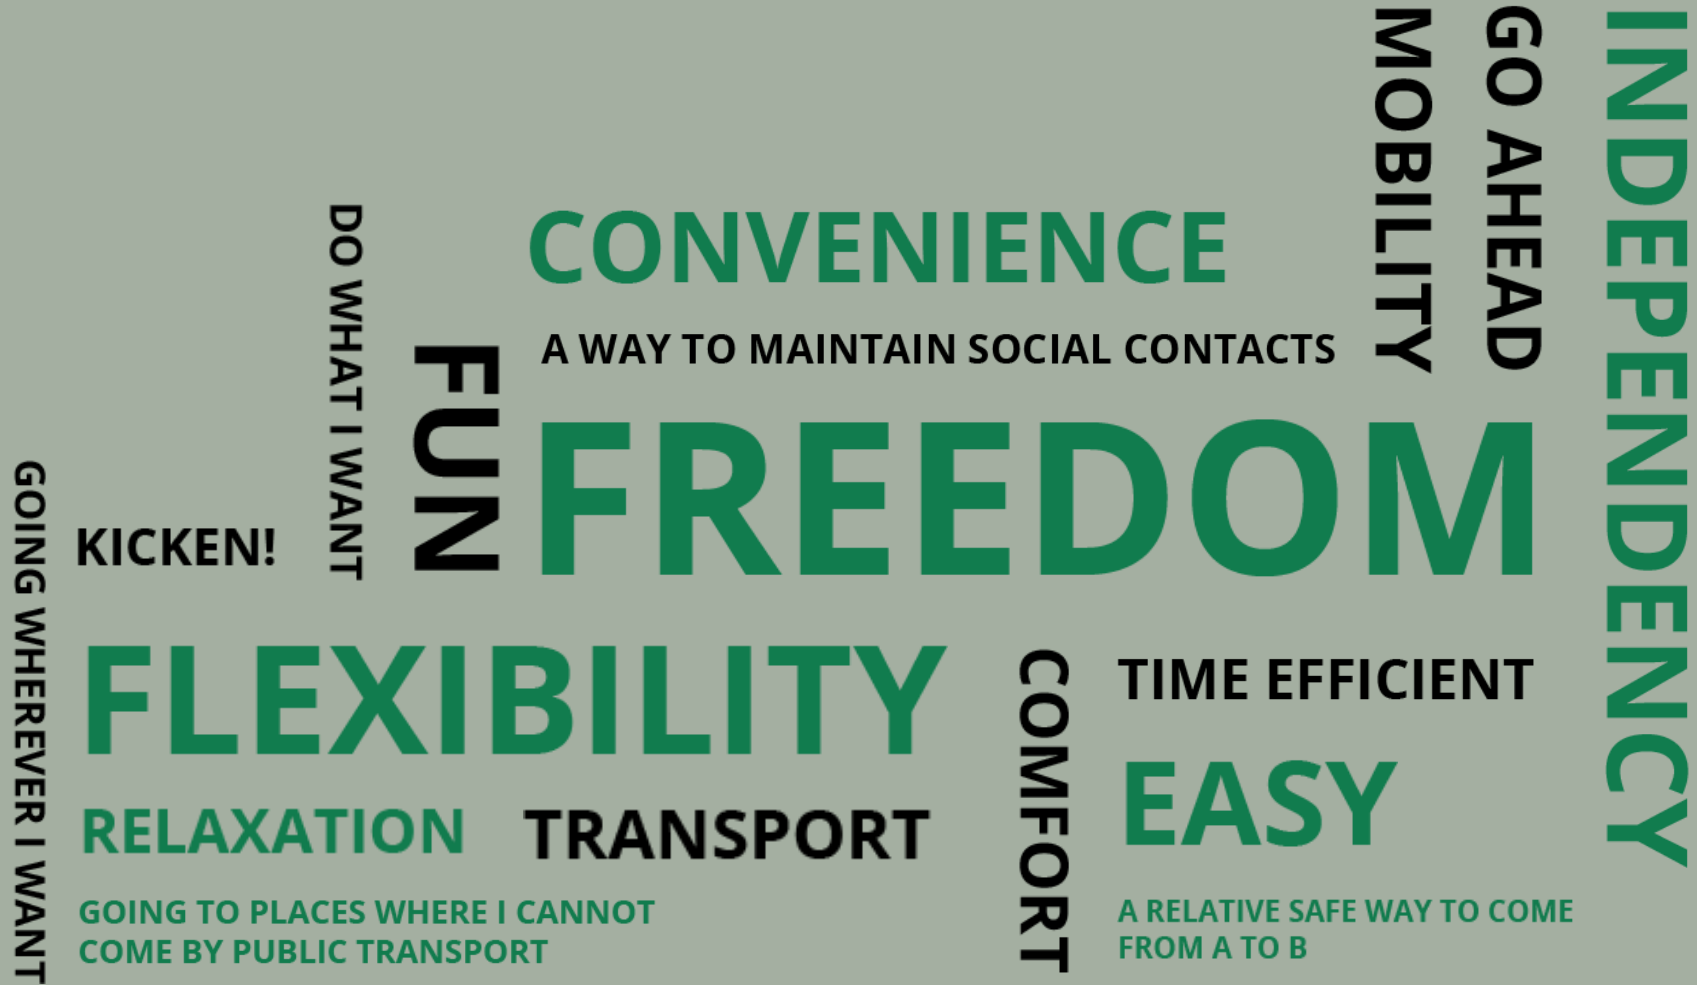 INDEPENDENCY
GO AHEAD
MOBILITY
CONVENIENCE
DO WHAT I WANT
A WAY TO MAINTAIN SOCIAL CONTACTS
FUN
FREEDOM
KICKEN!
GOING WHEREVER I WANT
FLEXIBILITY
COMFORT
TIME EFFICIENT
EASY
RELAXATION
TRANSPORT
GOING TO PLACES WHERE I CANNOT
COME BY PUBLIC TRANSPORT
A RELATIVE SAFE WAY TO COME
FROM A TO B